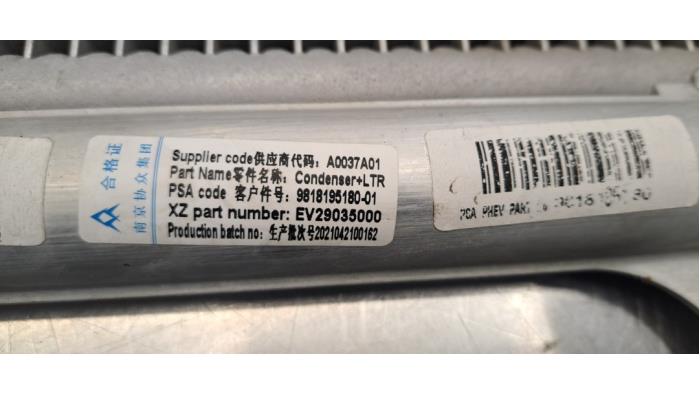 合格证
南京协众集团
Supplier code供应商代码: A0037A01
Part Name零件名称: Condenser+LTR
PSA code 客户件号: 9818195180-01
XZ part number: EV29035000
Production batch no: 生产批次号2021042100162
PSA PHEV PART